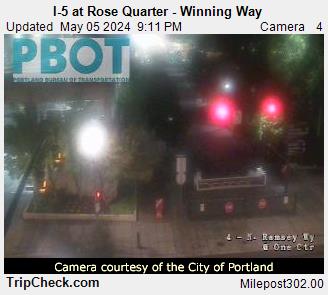 I-5 at Rose Quarter - Winning Way
Updated May 05 2024 9:11 PM Camera 4
PBOT
PORTLAND BUREAU OF TRANSPORTATION
4 - N. Ramsey Wy
@ One Ctr
Camera courtesy of the City of Portland
TripCheck.com Milepost302.00